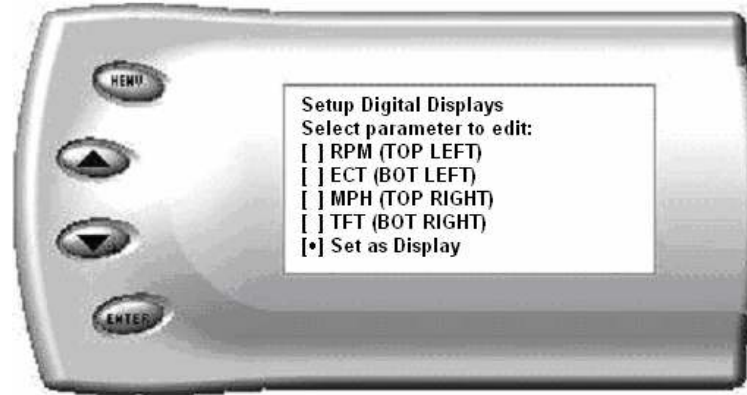 MENU
Setup Digital Displays
Select parameter to edit:
[ ] RPM (TOP LEFT)
[ ] ECT (BOT LEFT)
[ ] MPH (TOP RIGHT)
[ ] TFT (BOT RIGHT)
[•] Set as Display
ENTER